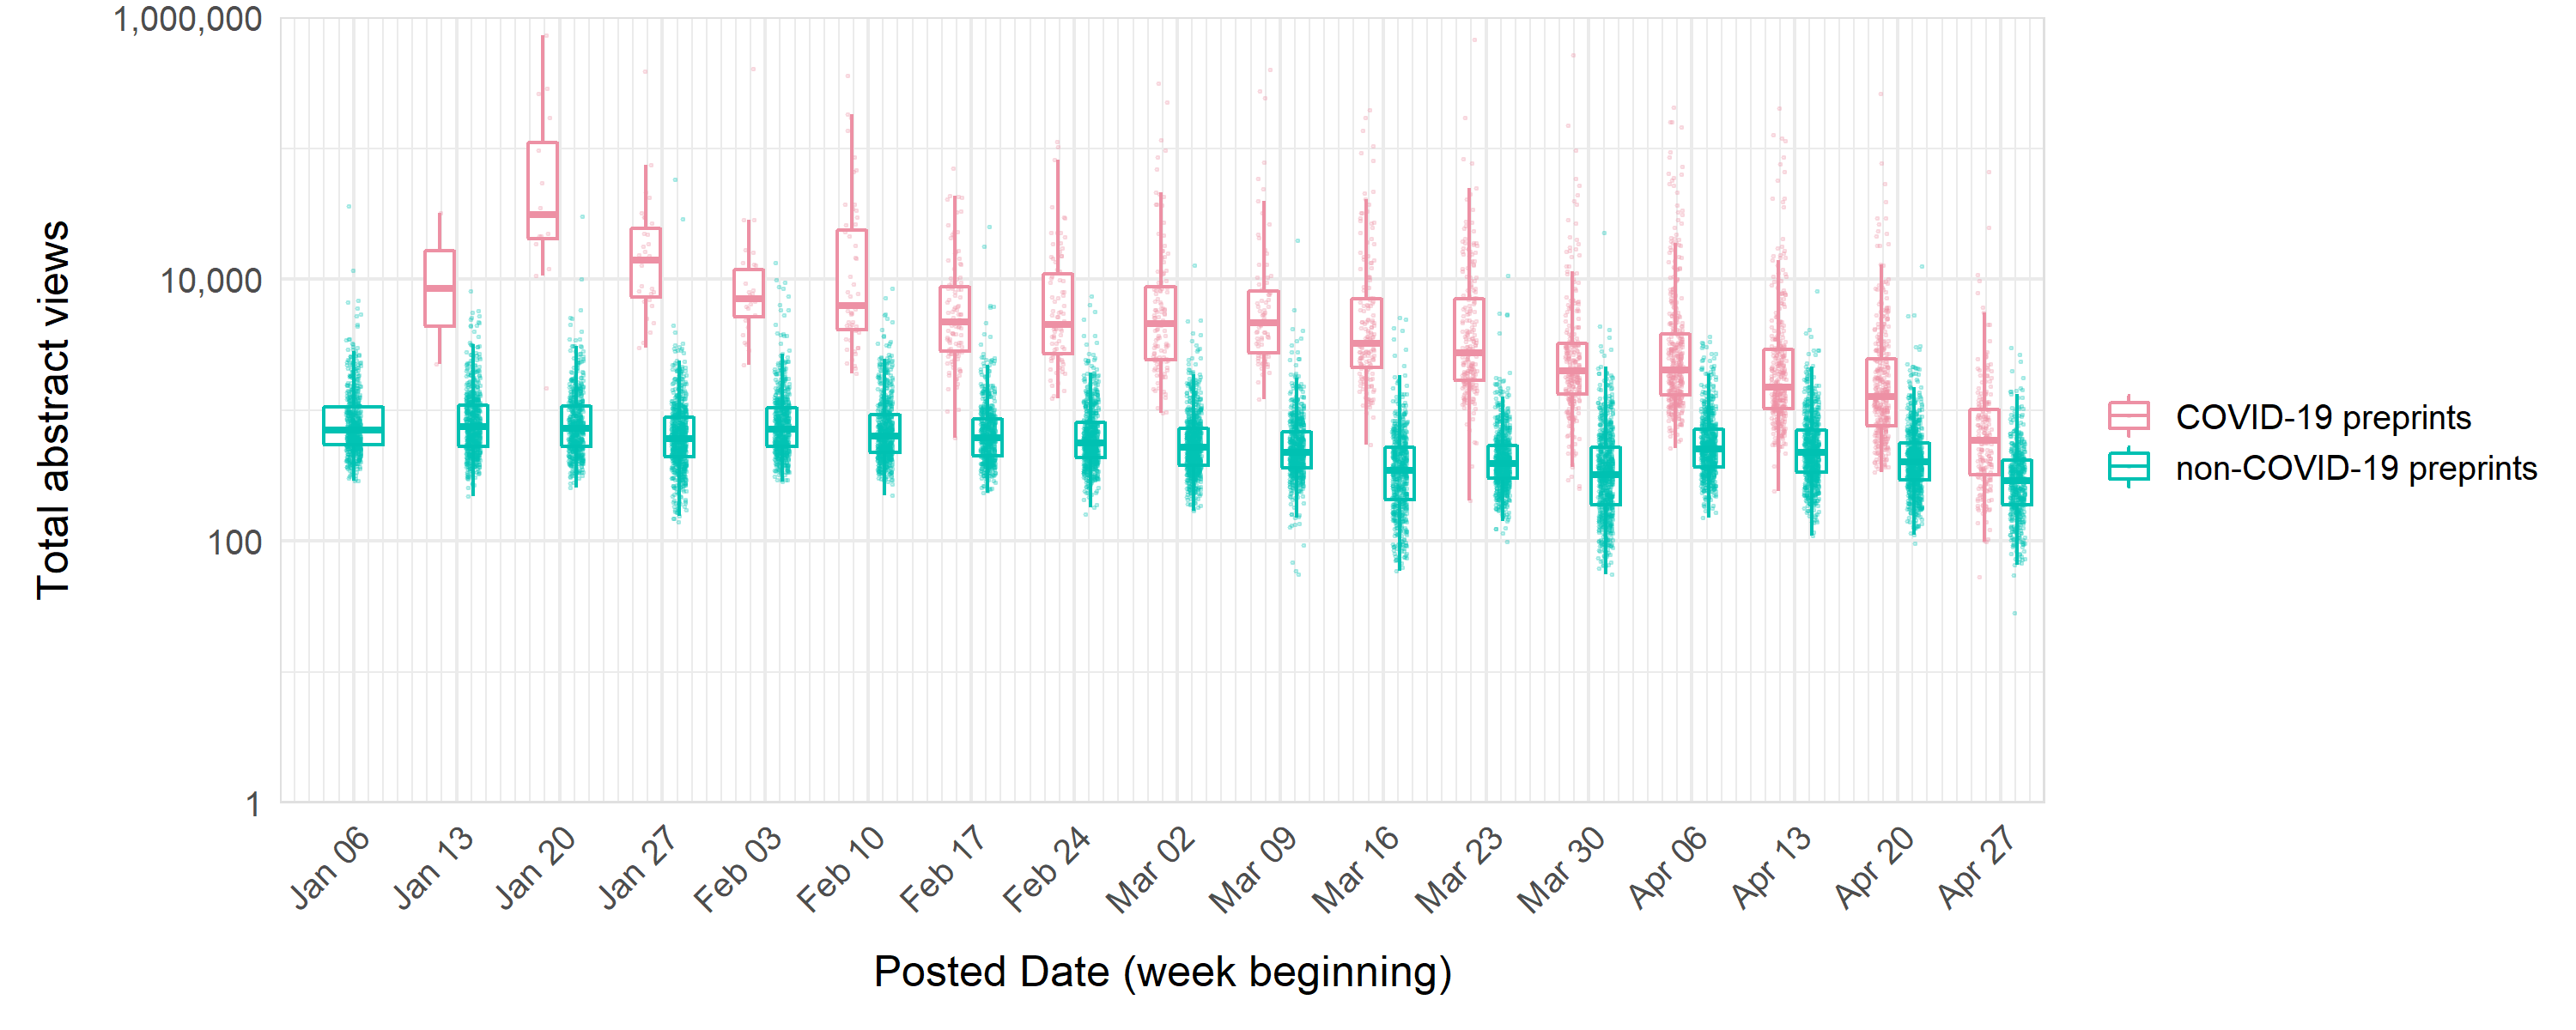 1,000,000
10,000
100
1
Total abstract views
Jan 06
Jan 13
Jan 20
Jan 27
Feb 03
Feb 10
Feb 17
Feb 24
Mar 02
Mar 09
Mar 16
Mar 23
Mar 30
Apr 06
Apr 13
Apr 20
Apr 27
Posted Date (week beginning)
COVID-19 preprints
non-COVID-19 preprints